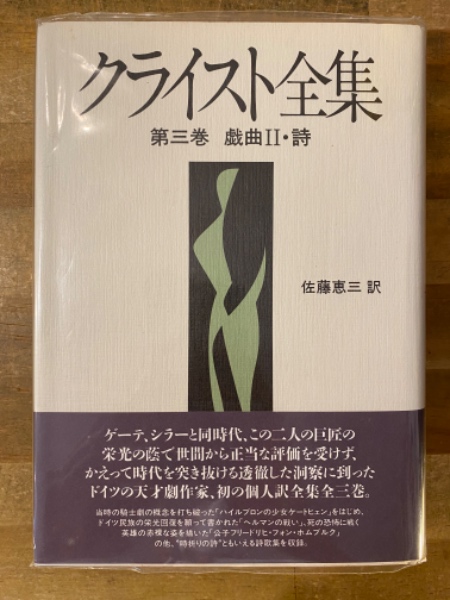 クライスト全集
第三巻 戯曲II・詩
佐藤恵三 訳
ゲーテ、シラーと同時代、この二人の巨匠の
栄光の蔭で世間から正当な評価を受けず、
かえって時代を突き抜ける透徹した洞察に到った
ドイツの天才劇作家、初の個人訳全集全三巻。
当時の騎士劇の概念を打ち破った「ハイルブロンの少女ケートヒェン」をはじめ、
ドイツ民族の栄光回復を願って書かれた「ヘルマンの戦い」、死の恐怖に戦く
英雄の赤裸な姿を描いた「公子フリードリヒ・フォン・ホムブルク」
の他、“時折りの詩”ともいえる詩歌集を収録。